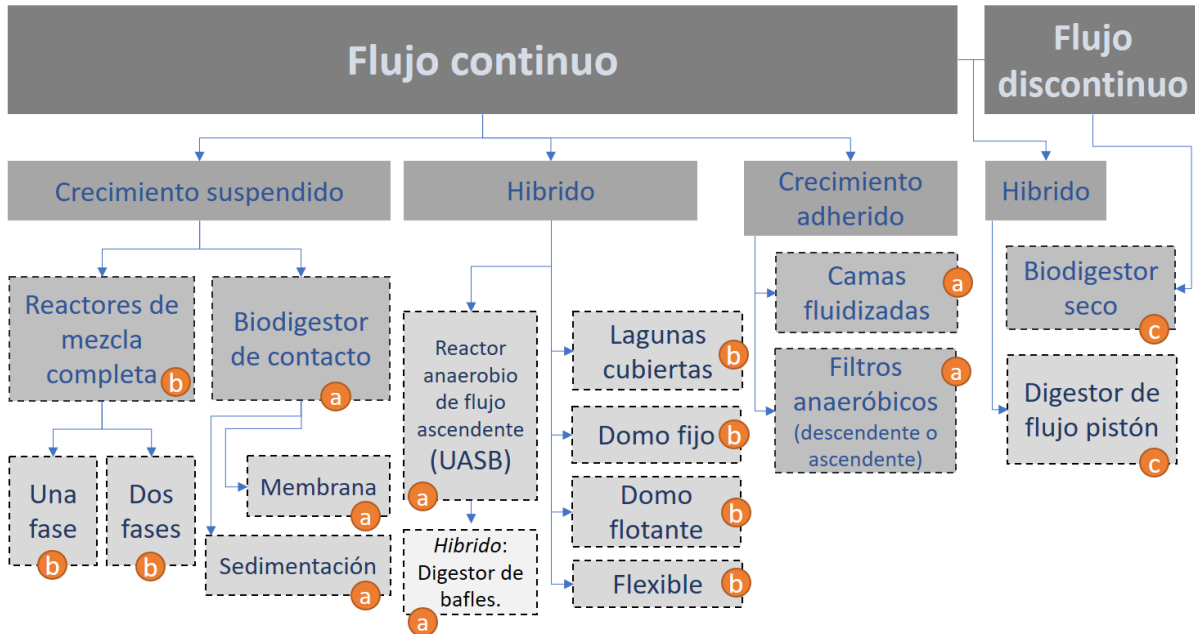 Flujo continuo
Flujo
discontinuo
Crecimiento suspendido
Hibrido
Crecimiento
adherido
Hibrido
Reactores de
mezcla
completa
b
Biodigestor
de contacto
a
Una
fase
b
Dos
fases
b
Membrana
a
Sedimentación
a
Reactor
anaerobio
de flujo
ascendente
(UASB)
a
Hibrido:
Digestor de
bafles.
a
Lagunas
cubiertas
b
Domo fijo
b
Domo
flotante
b
Flexible
b
Camas
fluidizadas
a
Filtros
anaeróbicos
(descendente o
ascendente)
a
Biodigestor
seco
c
Digestor de
flujo pistón
c